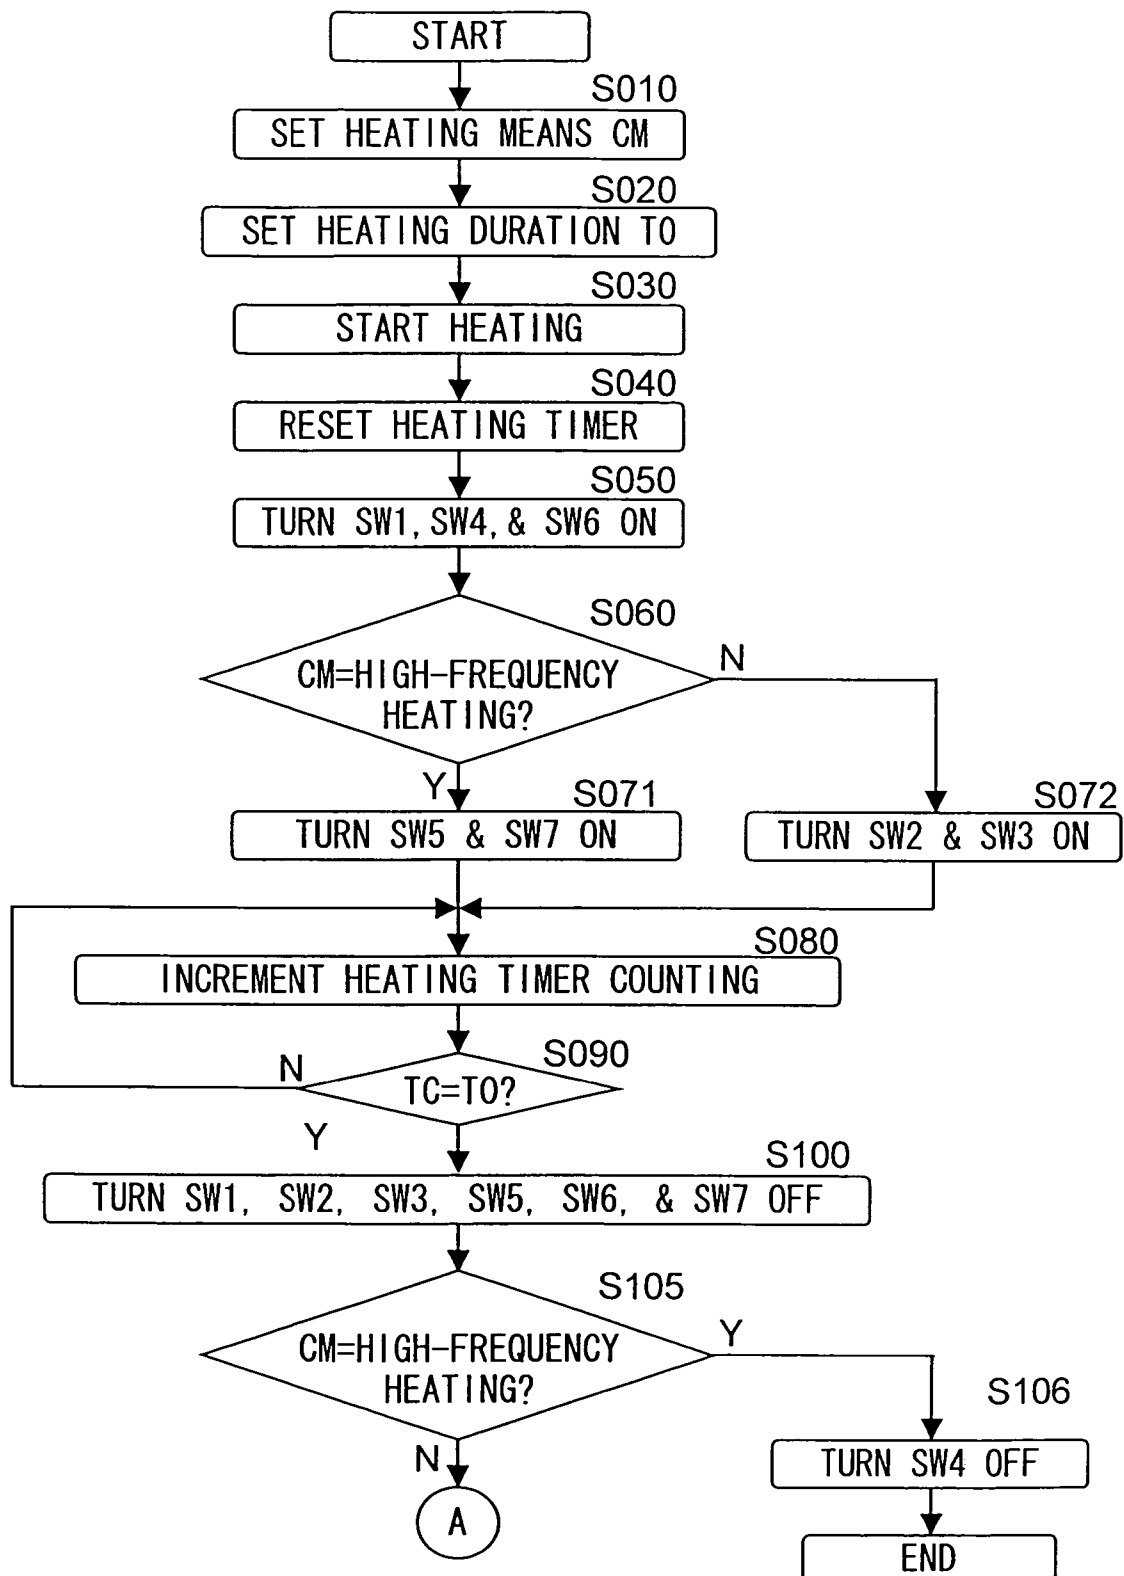 START
S010
SET HEATING MEANS CM
S020
SET HEATING DURATION TO
S030
START HEATING
S040
RESET HEATING TIMER
S050
TURN SW1, SW4, & SW6 ON
S060
CM=HIGH-FREQUENCY
HEATING?
N
Y
S071
TURN SW5 & SW7 ON
S072
TURN SW2 & SW3 ON
S080
INCREMENT HEATING TIMER COUNTING
S090
N
TC=TO?
Y
S100
TURN SW1, SW2, SW3, SW5, SW6, & SW7 OFF
S105
CM=HIGH-FREQUENCY
HEATING?
Y
N
S106
TURN SW4 OFF
A
END